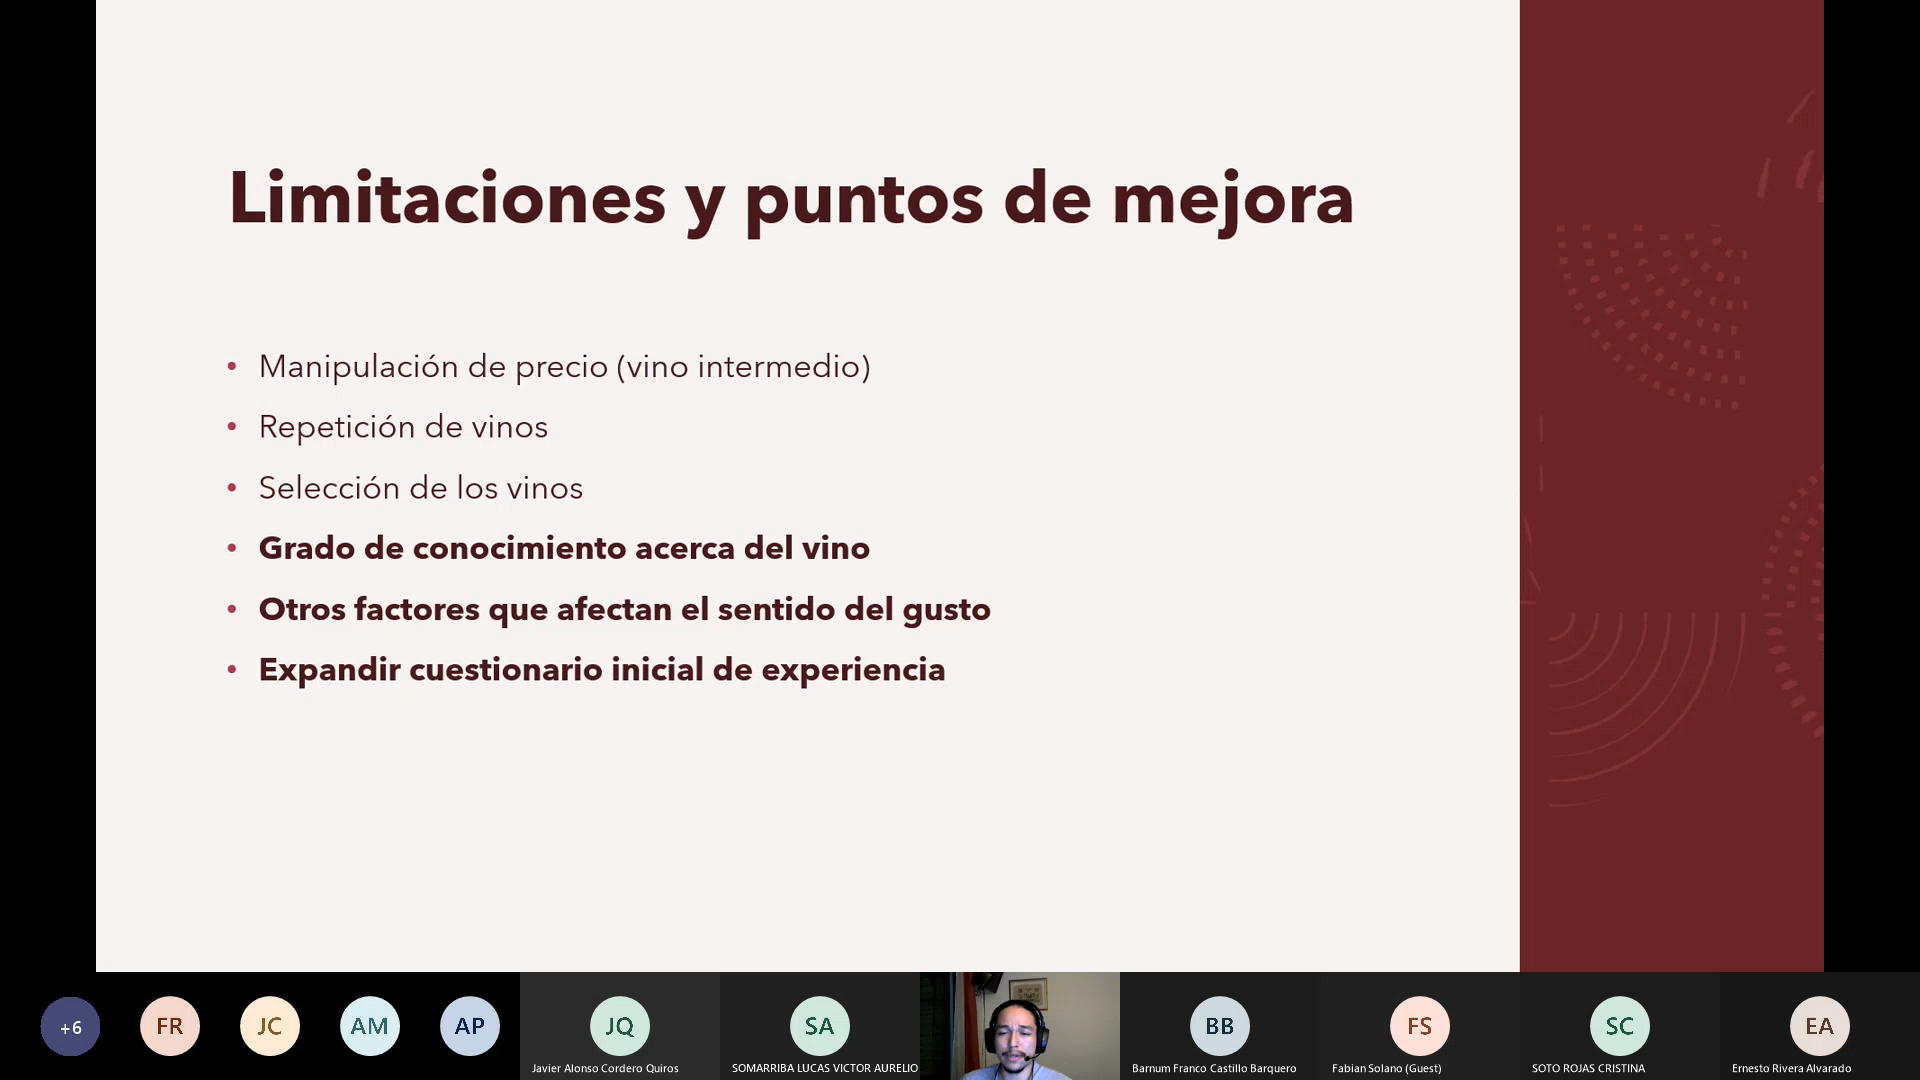 Limitaciones y puntos de mejora
• Manipulación de precio (vino intermedio)
• Repetición de vinos
• Selección de los vinos
• Grado de conocimiento acerca del vino
• Otros factores que afectan el sentido del gusto
• Expandir cuestionario inicial de experiencia
+6
FR
JC
AM
AP
JQ
SA
BB
FS
SC
EA
Javier Alonso Cordero Quiros
SOMARRIBA LUCAS VICTOR AURELIO
Barnum Franco Castillo Barquero
Fabian Solano (Guest)
SOTO ROJAS CRISTINA
Ernesto Rivera Alvarado